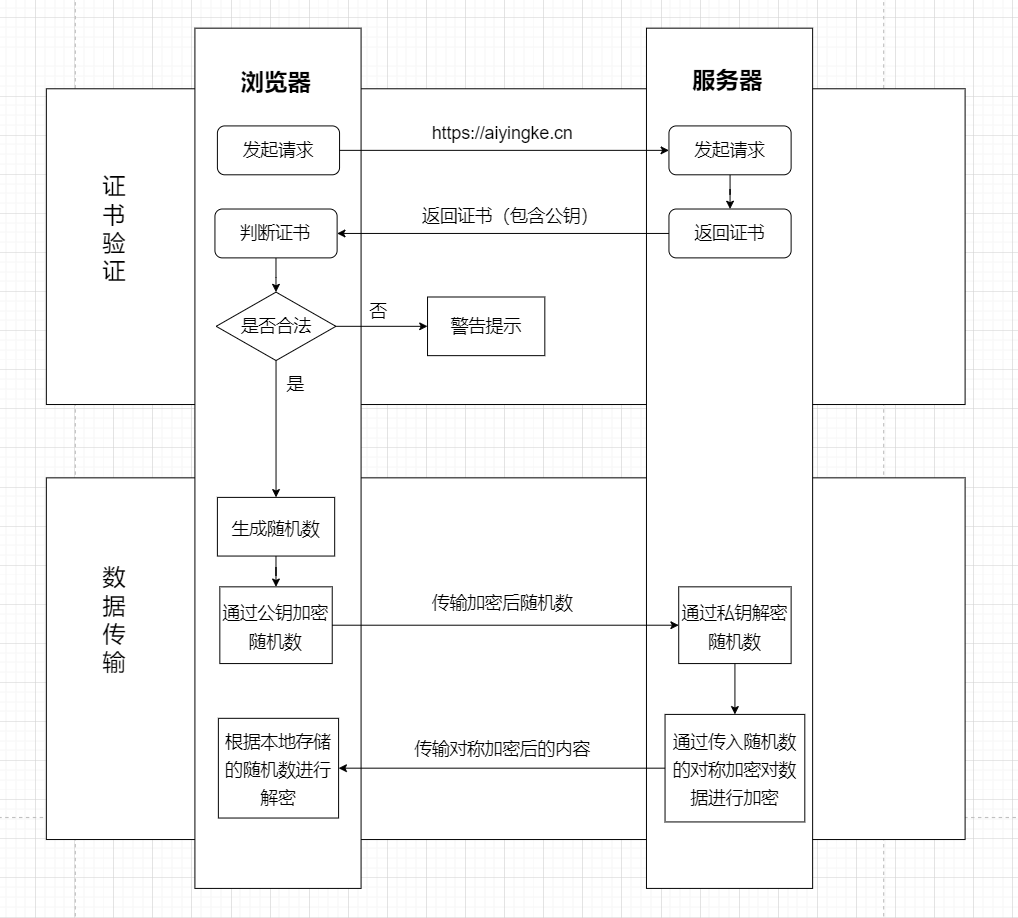 浏览器
服务器
证
书
验
证
发起请求
https://aiyingke.cn
发起请求
返回证书（包含公钥）
判断证书
返回证书
是否合法
否
警告提示
是
数
据
传
输
生成随机数
通过公钥加密
随机数
传输加密后随机数
通过私钥解密
随机数
根据本地存储
的随机数进行
解密
传输对称加密后的内容
通过传入随机数
的对称加密对数
据进行加密